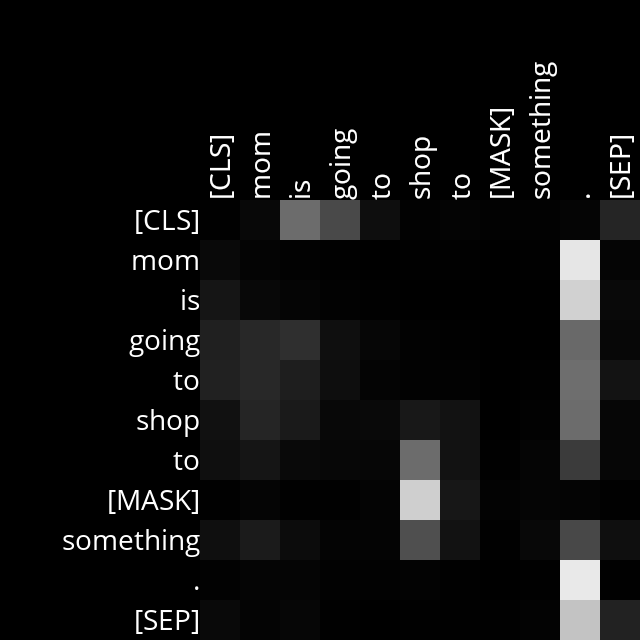 [CLS] mom is going to shop to [MASK] something . [SEP]
[CLS]
mom
is
going
to
shop
to
[MASK]
something
.
[SEP]